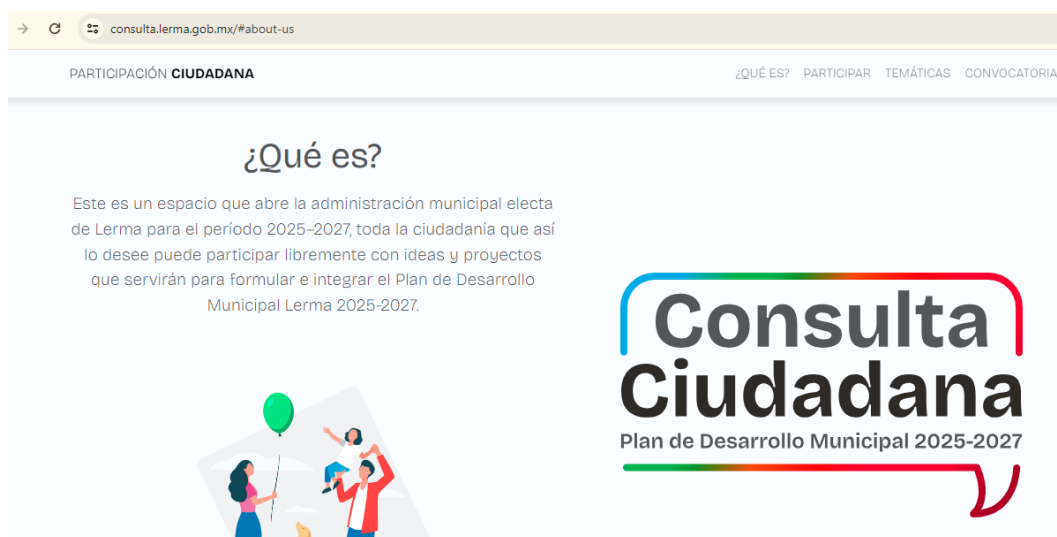 consulta.lerma.gob.mx/#about-us
PARTICIPACIÓN CIUDADANA
¿QUÉ ES? PARTICIPAR TEMÁTICAS CONVOCATORIA
¿Qué es?
Este es un espacio que abre la administración municipal electa
de Lerma para el período 2025–2027, toda la ciudadanía que así
lo desee puede participar libremente con ideas y proyectos
que servirán para formular e integrar el Plan de Desarrollo
Municipal Lerma 2025-2027.
Consulta
Ciudadana
Plan de Desarrollo Municipal 2025-2027